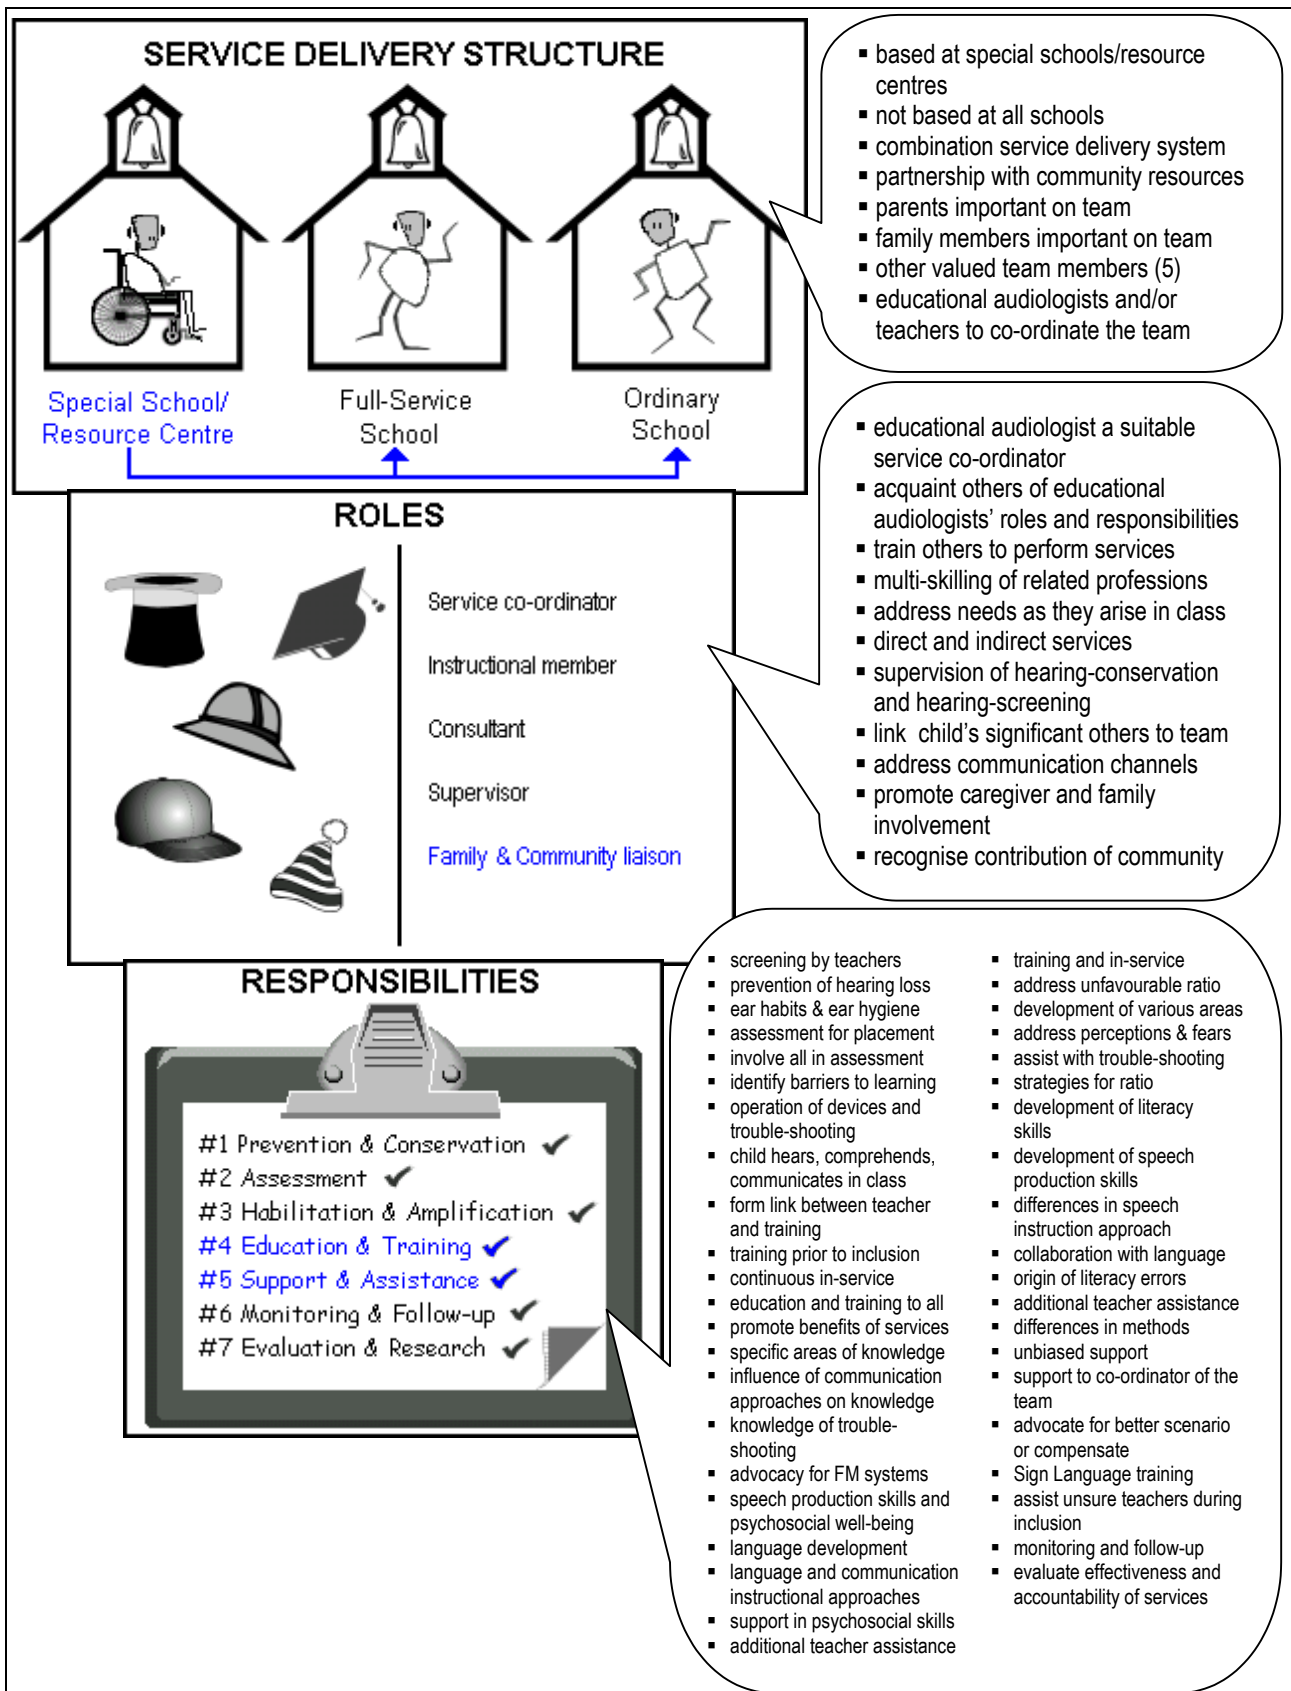 SERVICE DELIVERY STRUCTURE
Special School/
Resource Centre
Full-Service
School
Ordinary
School
▪ based at special schools/resource
centres
▪ not based at all schools
▪ combination service delivery system
▪ partnership with community resources
▪ parents important on team
▪ family members important on team
▪ other valued team members (5)
▪ educational audiologists and/or
teachers to co-ordinate the team
ROLES
Service co-ordinator
Instructional member
Consultant
Supervisor
Family & Community liaison
▪ educational audiologist a suitable
service co-ordinator
▪ acquaint others of educational
audiologists' roles and responsibilities
▪ train others to perform services
▪ multi-skilling of related professions
▪ address needs as they arise in class
▪ direct and indirect services
▪ supervision of hearing-conservation
and hearing-screening
▪ link child's significant others to team
▪ address communication channels
▪ promote caregiver and family
involvement
▪ recognise contribution of community
RESPONSIBILITIES
#1 Prevention & Conservation ✔
#2 Assessment ✔
#3 Habilitation & Amplification ✔
#4 Education & Training ✔
#5 Support & Assistance ✔
#6 Monitoring & Follow-up ✔
#7 Evaluation & Research ✔
▪ screening by teachers
▪ prevention of hearing loss
▪ ear habits & ear hygiene
▪ assessment for placement
▪ involve all in assessment
▪ identify barriers to learning
▪ operation of devices and
trouble-shooting
▪ child hears, comprehends,
communicates in class
▪ form link between teacher
and training
▪ training prior to inclusion
▪ continuous in-service
▪ education and training to all
▪ promote benefits of services
▪ specific areas of knowledge
▪ influence of communication
approaches on knowledge
▪ knowledge of trouble-
shooting
▪ advocacy for FM systems
▪ speech production skills and
psychosocial well-being
▪ language development
▪ language and communication
instructional approaches
▪ support in psychosocial skills
▪ additional teacher assistance
▪ training and in-service
▪ address unfavourable ratio
▪ development of various areas
▪ address perceptions & fears
▪ assist with trouble-shooting
▪ strategies for ratio
▪ development of literacy
skills
▪ development of speech
production skills
▪ differences in speech
instruction approach
▪ collaboration with language
▪ origin of literacy errors
▪ additional teacher assistance
▪ differences in methods
▪ unbiased support
▪ support to co-ordinator of the
team
▪ advocate for better scenario
or compensate
▪ Sign Language training
▪ assist unsure teachers during
inclusion
▪ monitoring and follow-up
▪ evaluate effectiveness and
accountability of services